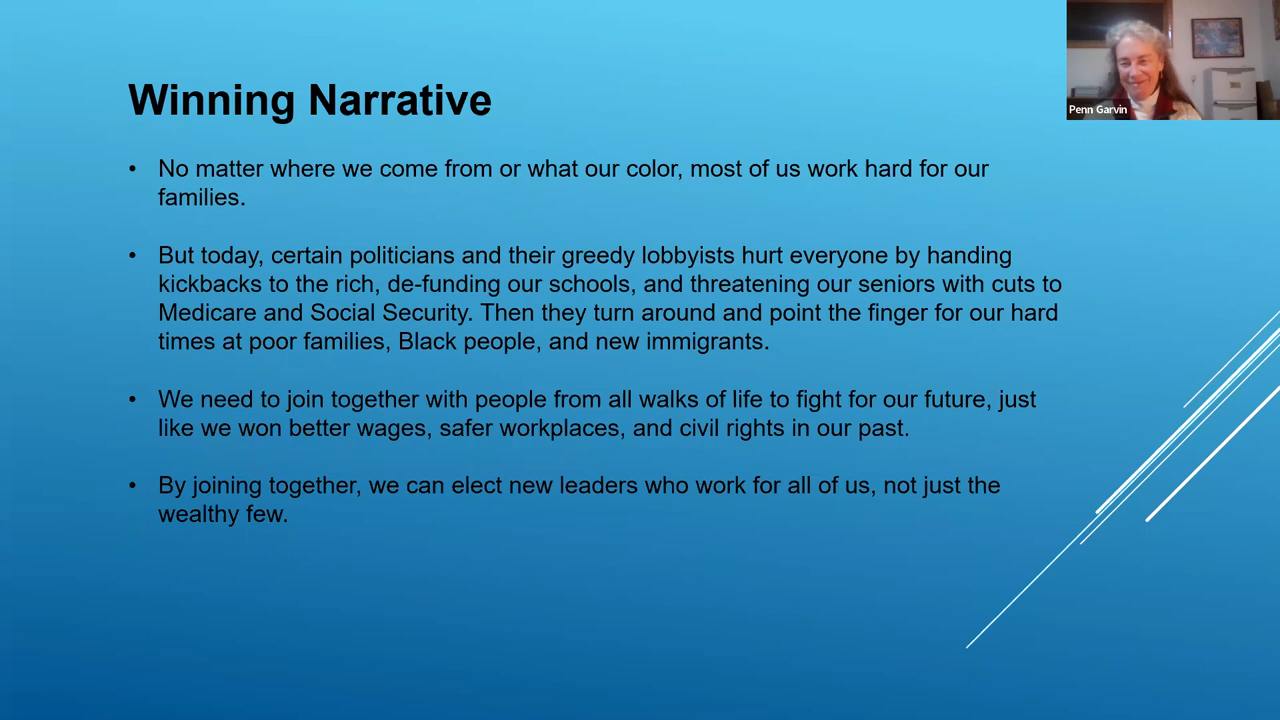 Winning Narrative
• No matter where we come from or what our color, most of us work hard for our
families.
• But today, certain politicians and their greedy lobbyists hurt everyone by handing
kickbacks to the rich, de-funding our schools, and threatening our seniors with cuts to
Medicare and Social Security. Then they turn around and point the finger for our hard
times at poor families, Black people, and new immigrants.
• We need to join together with people from all walks of life to fight for our future, just
like we won better wages, safer workplaces, and civil rights in our past.
• By joining together, we can elect new leaders who work for all of us, not just the
wealthy few.
Penn Garvin